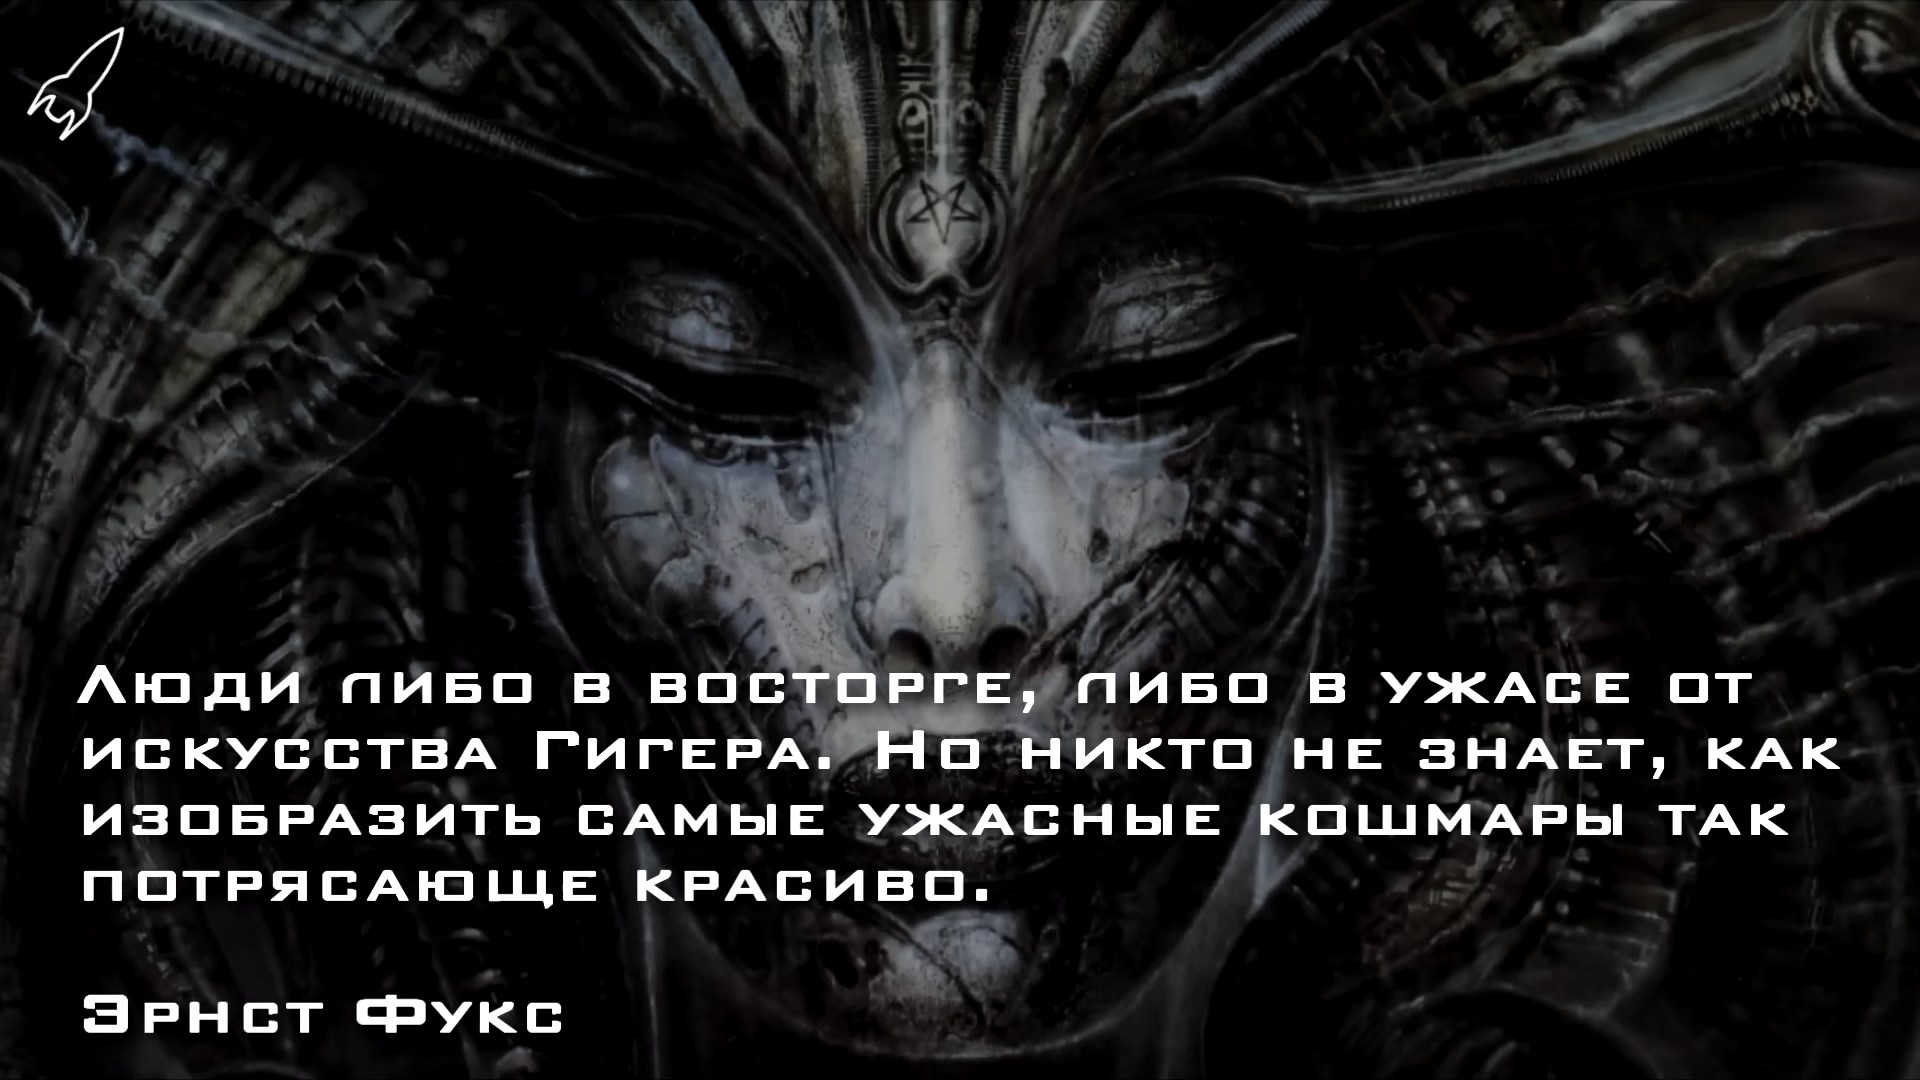 Люди либо в восторге, либо в ужасе от
искусства Гигера. Но никто не знает, как
изобразить самые ужасные кошмары так
потрясающе красиво.
Эрнст Фукс